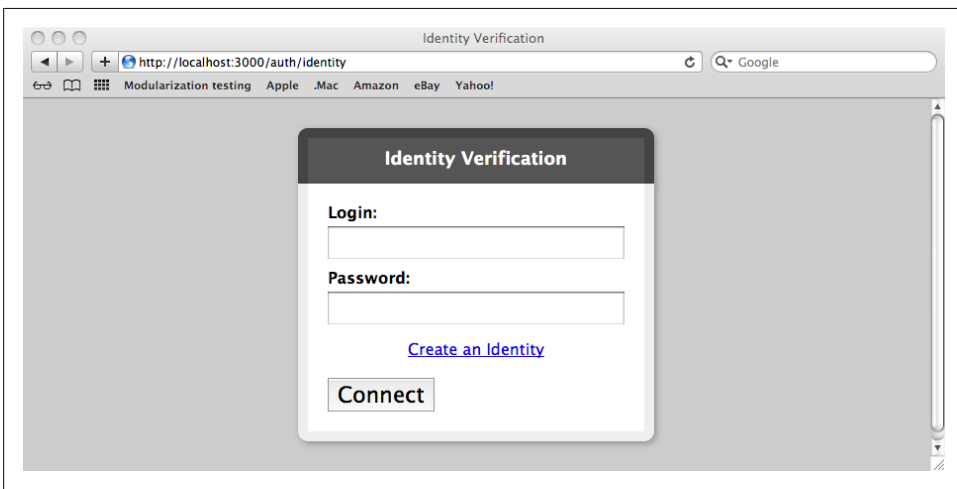 Identity Verification
http://localhost:3000/auth/identity
Google
Modularization testing Apple .Mac Amazon eBay Yahoo!
Identity Verification
Login:
Password:
Create an Identity
Connect